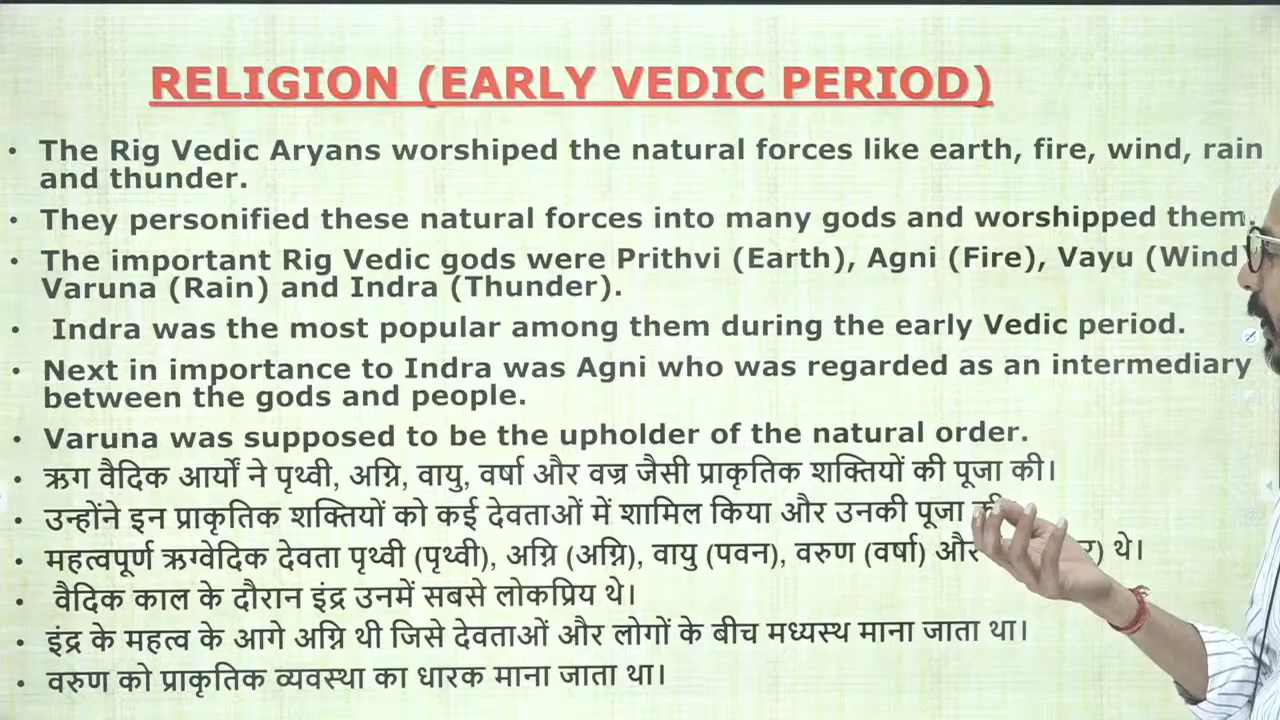 RELIGION (EARLY VEDIC PERIOD)
• The Rig Vedic Aryans worshiped the natural forces like earth, fire, wind, rain
and thunder.
• They personified these natural forces into many gods and worshipped them.
• The important Rig Vedic gods were Prithvi (Earth), Agni (Fire), Vayu (Wind)
Varuna (Rain) and Indra (Thunder).
• Indra was the most popular among them during the early Vedic period.
• Next in importance to Indra was Agni who was regarded as an intermediary
between the gods and people.
• Varuna was supposed to be the upholder of the natural order.
• ऋग वैदिक आर्यों ने पृथ्वी, अग्नि, वायु, वर्षा और वज्र जैसी प्राकृतिक शक्तियों की पूजा की।
• उन्होंने इन प्राकृतिक शक्तियों को कई देवताओं में शामिल किया और उनकी पूजा की
• महत्वपूर्ण ऋग्वेदिक देवता पृथ्वी (पृथ्वी), अग्नि (अग्नि), वायु (पवन), वरुण (वर्षा) और थे।
• वैदिक काल के दौरान इंद्र उनमें सबसे लोकप्रिय थे।
• इंद्र के महत्व के आगे अग्नि थी जिसे देवताओं और लोगों के बीच मध्यस्थ माना जाता था।
• वरुण को प्राकृतिक व्यवस्था का धारक माना जाता था।